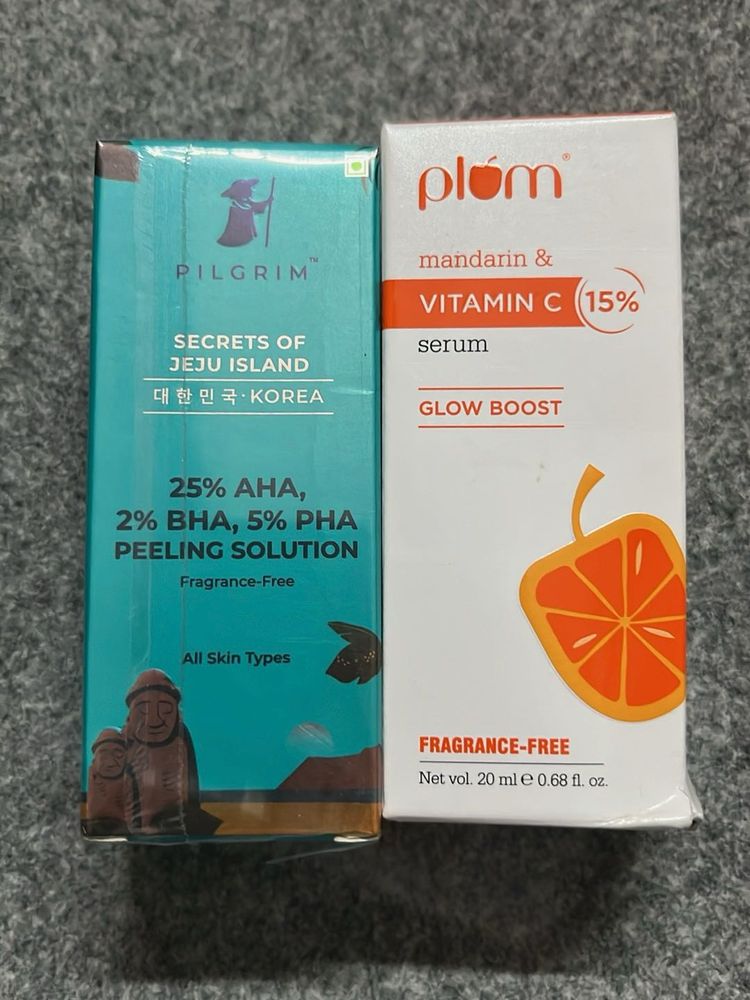 PILGRIM™
SECRETS OF
JEJU ISLAND
대한민국·KOREA
25% AHA,
2% BHA, 5% PHA
PEELING SOLUTION
Fragrance-Free
All Skin Types
plum®
mandarin &
VITAMIN C 15%
serum
GLOW BOOST
FRAGRANCE-FREE
Net vol. 20 ml ℮ 0.68 fl. oz.